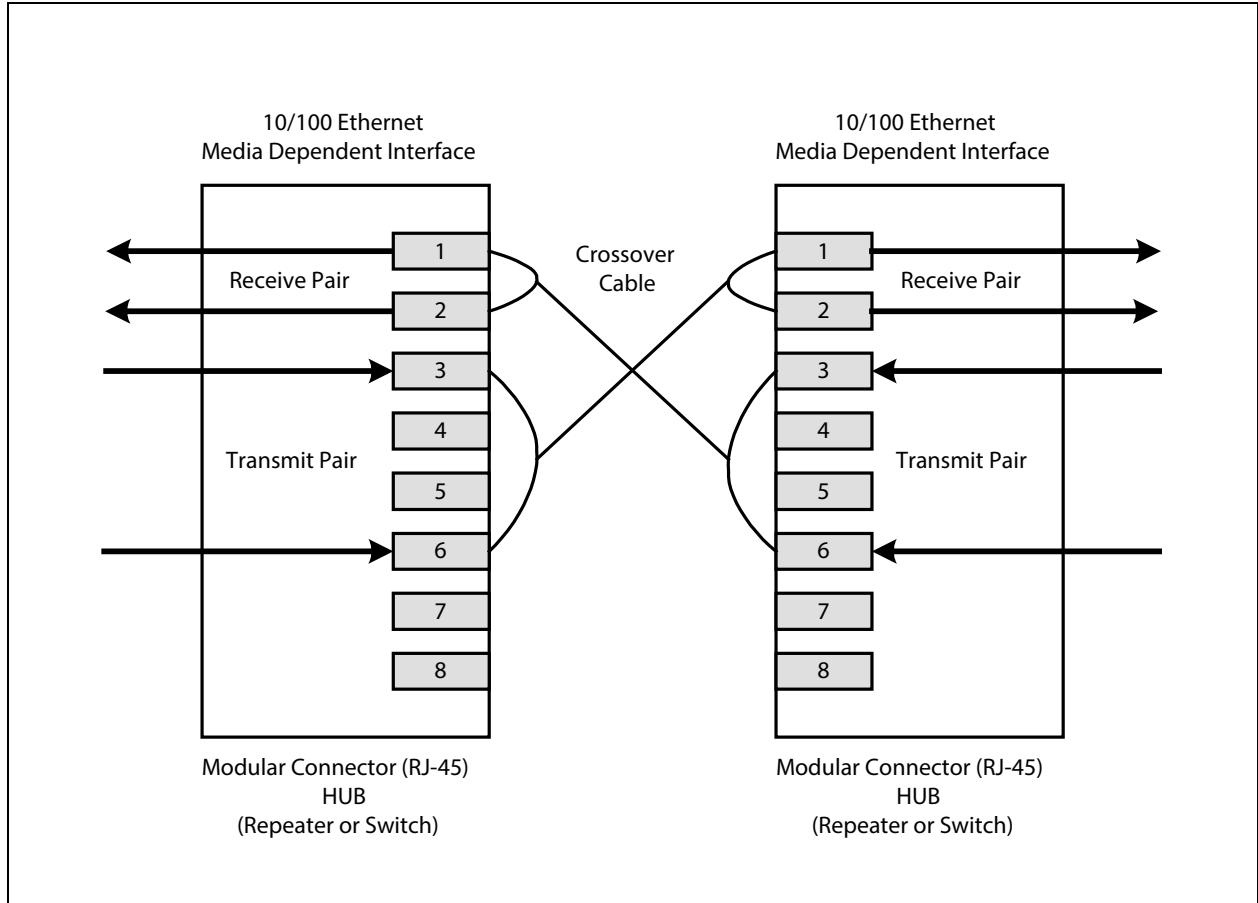 10/100 Ethernet
Media Dependent Interface
10/100 Ethernet
Media Dependent Interface
1
2
3
4
5
6
7
8
Receive Pair
Transmit Pair
Crossover
Cable
1
2
3
4
5
6
7
8
Receive Pair
Transmit Pair
Modular Connector (RJ-45)
HUB
(Repeater or Switch)
Modular Connector (RJ-45)
HUB
(Repeater or Switch)